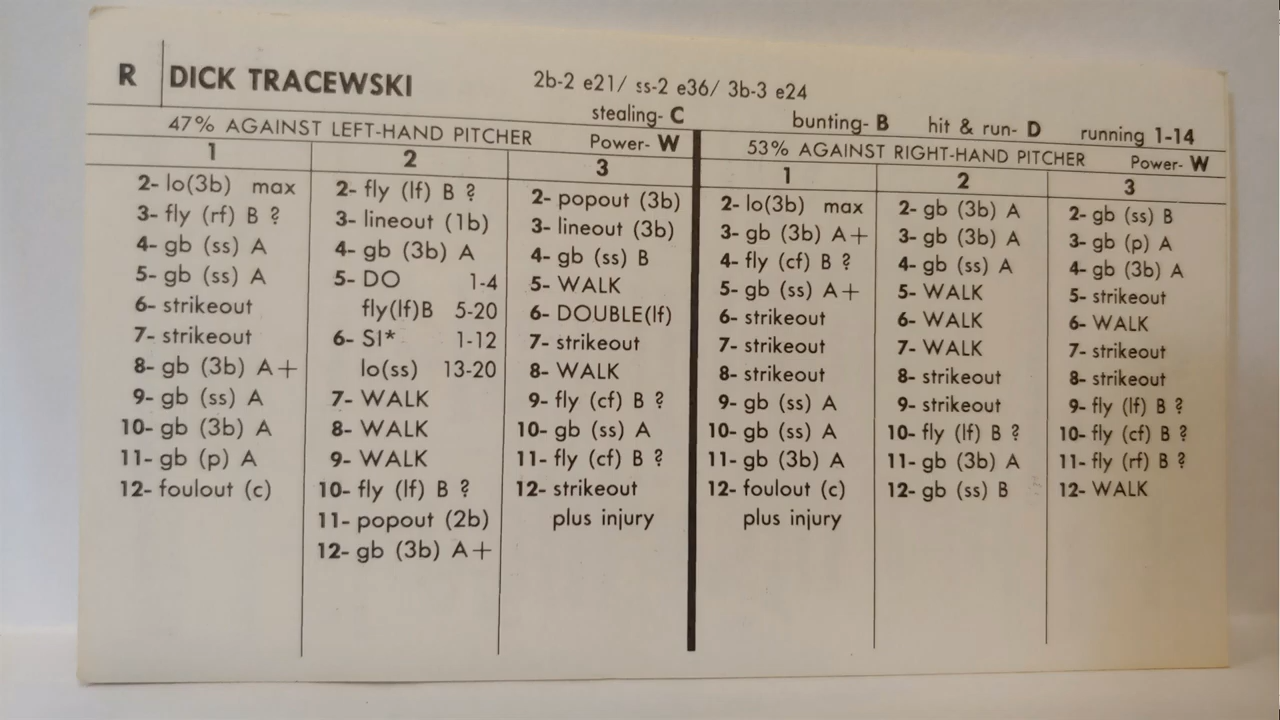 R DICK TRACEWSKI 2b-2 e21/ ss-2 e36/ 3b-3 e24
stealing- C bunting- B hit & run- D running 1-14
47% AGAINST LEFT-HAND PITCHER Power- W
1
2- lo(3b) max
3- fly (rf) B ?
4- gb (ss) A
5- gb (ss) A
6- strikeout
7- strikeout
8- gb (3b) A+
9- gb (ss) A
10- gb (3b) A
11- gb (p) A
12- foulout (c)
2
2- fly (lf) B ?
3- lineout (1b)
4- gb (3b) A
5- DO 1-4
fly(lf)B 5-20
6- SI* 1-12
lo(ss) 13-20
7- WALK
8- WALK
9- WALK
10- fly (lf) B ?
11- popout (2b)
12- gb (3b) A+
3
2- popout (3b)
3- lineout (3b)
4- gb (ss) B
5- WALK
6- DOUBLE(lf)
7- strikeout
8- WALK
9- fly (cf) B ?
10- gb (ss) A
11- fly (cf) B ?
12- strikeout
plus injury
53% AGAINST RIGHT-HAND PITCHER Power- W
1
2- lo(3b) max
3- gb (3b) A+
4- fly (cf) B ?
5- gb (ss) A+
6- strikeout
7- strikeout
8- strikeout
9- gb (ss) A
10- gb (ss) A
11- gb (3b) A
12- foulout (c)
plus injury
2
2- gb (3b) A
3- gb (3b) A
4- gb (ss) A
5- WALK
6- WALK
7- WALK
8- strikeout
9- strikeout
10- fly (lf) B ?
11- gb (3b) A
12- gb (ss) B
3
2- gb (ss) B
3- gb (p) A
4- gb (3b) A
5- strikeout
6- WALK
7- strikeout
8- strikeout
9- fly (lf) B ?
10- fly (cf) B ?
11- fly (rf) B ?
12- WALK